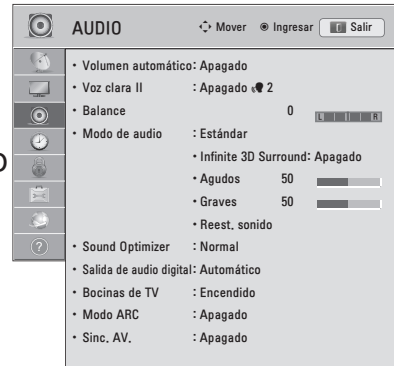 AUDIO Mover Ingresar Salir
• Volumen automático: Apagado
• Voz clara II : Apagado 2
• Balance 0 L R
• Modo de audio : Estándar
• Infinite 3D Surround: Apagado
• Agudos 50
• Graves 50
• Reest. sonido
• Sound Optimizer : Normal
• Salida de audio digital: Automático
• Bocinas de TV : Encendido
• Modo ARC : Apagado
• Sinc. AV. : Apagado
?